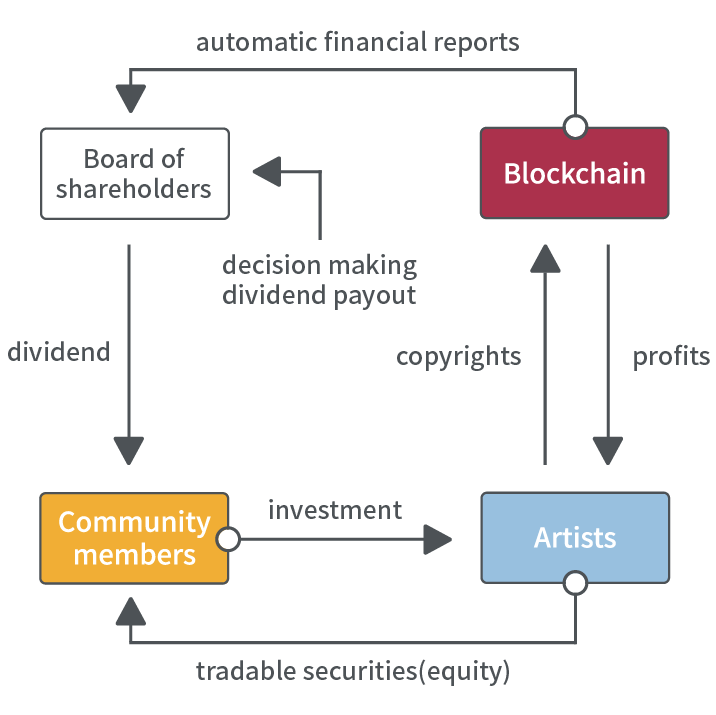 automatic financial reports
Board of
shareholders
Blockchain
decision making
dividend payout
dividend
copyrights
profits
Community
members
investment
Artists
tradable securities(equity)